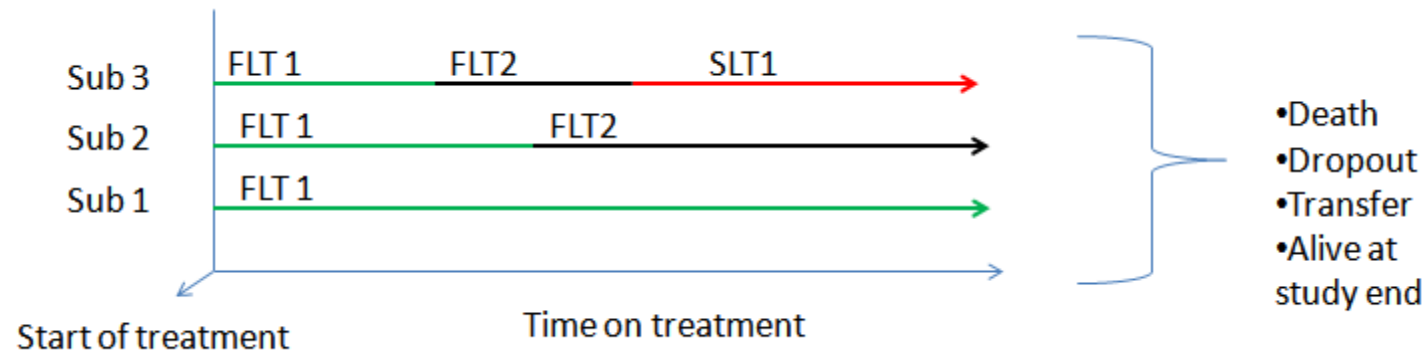 Sub 3 FLT 1 FLT2 SLT1
Sub 2 FLT 1 FLT2
Sub 1 FLT 1
Start of treatment
Time on treatment
•Death
•Dropout
•Transfer
•Alive at
study end